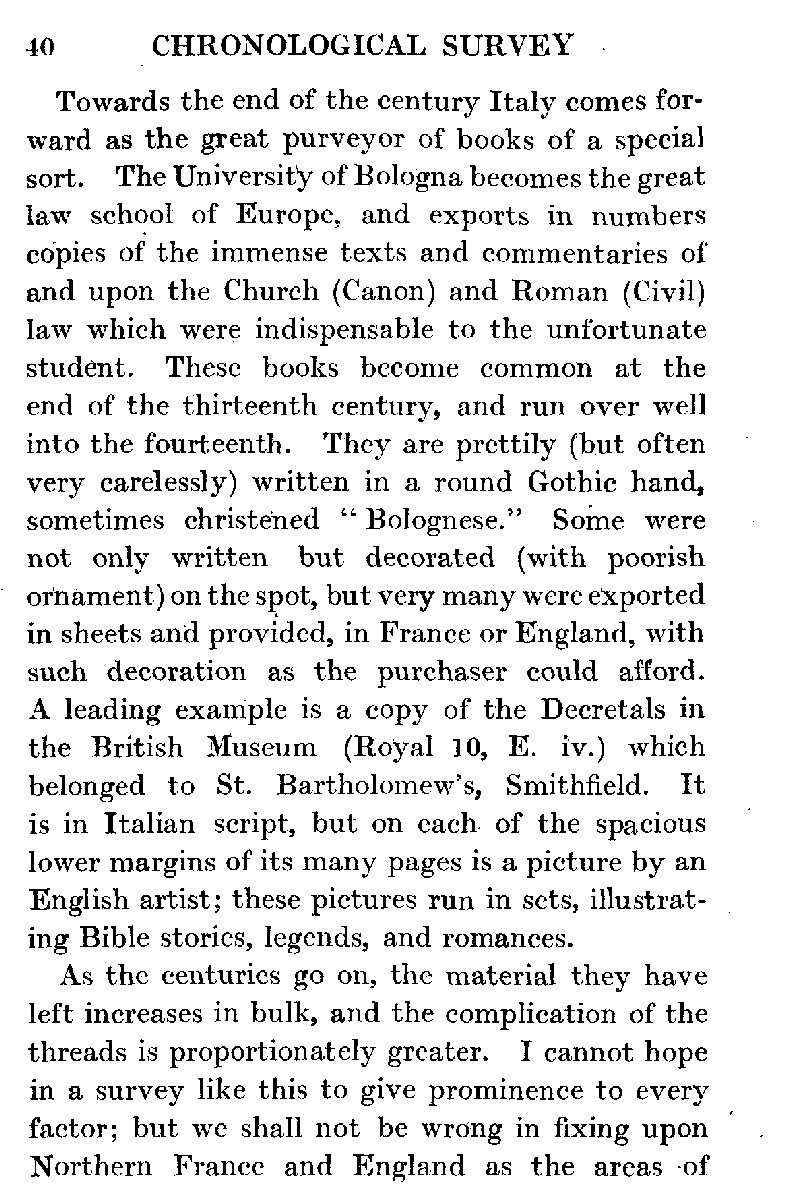 40 CHRONOLOGICAL SURVEY
Towards the end of the century Italy comes for-
ward as the great purveyor of books of a special
sort. The University of Bologna becomes the great
law school of Europe, and exports in numbers
copies of the immense texts and commentaries of
and upon the Church (Canon) and Roman (Civil)
law which were indispensable to the unfortunate
student. These books become common at the
end of the thirteenth century, and run over well
into the fourteenth. They are prettily (but often
very carelessly) written in a round Gothic hand,
sometimes christened “Bolognese.” Some were
not only written but decorated (with poorish
ornament) on the spot, but very many were exported
in sheets and provided, in France or England, with
such decoration as the purchaser could afford.
A leading example is a copy of the Decretals in
the British Museum (Royal 10, E. iv.) which
belonged to St. Bartholomew's, Smithfield. It
is in Italian script, but on each of the spacious
lower margins of its many pages is a picture by an
English artist; these pictures run in sets, illustrat-
ing Bible stories, legends, and romances.
As the centuries go on, the material they have
left increases in bulk, and the complication of the
threads is proportionately greater. I cannot hope
in a survey like this to give prominence to every
factor; but we shall not be wrong in fixing upon
Northern France and England as the areas of